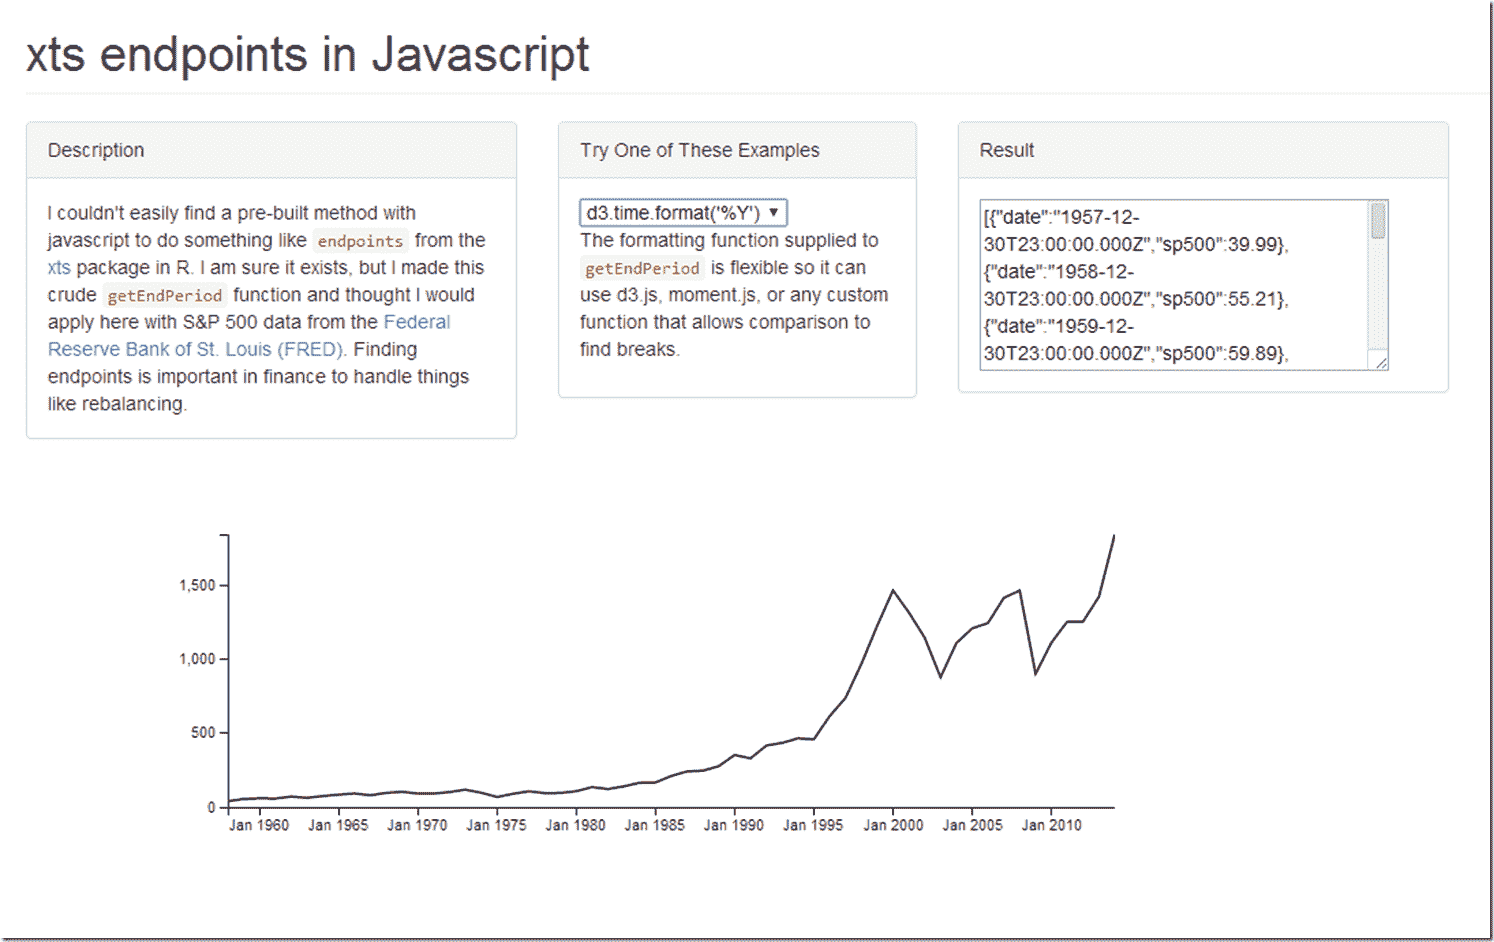 xts endpoints in Javascript
Description
I couldn't easily find a pre-built method with
javascript to do something like endpoints from the
xts package in R. I am sure it exists, but I made this
crude getEndPeriod function and thought I would
apply here with S&P 500 data from the Federal
Reserve Bank of St. Louis (FRED). Finding
endpoints is important in finance to handle things
like rebalancing.
Try One of These Examples
d3.time.format('%Y')
The formatting function supplied to
getEndPeriod is flexible so it can
use d3.js, moment.js, or any custom
function that allows comparison to
find breaks.
Result
[{"date":"1957-12-
30T23:00:00.000Z","sp500":39.99},
{"date":"1958-12-
30T23:00:00.000Z","sp500":55.21},
{"date":"1959-12-
30T23:00:00.000Z","sp500":59.89},
1,500
1,000
500
0
Jan 1960 Jan 1965 Jan 1970 Jan 1975 Jan 1980 Jan 1985 Jan 1990 Jan 1995 Jan 2000 Jan 2005 Jan 2010